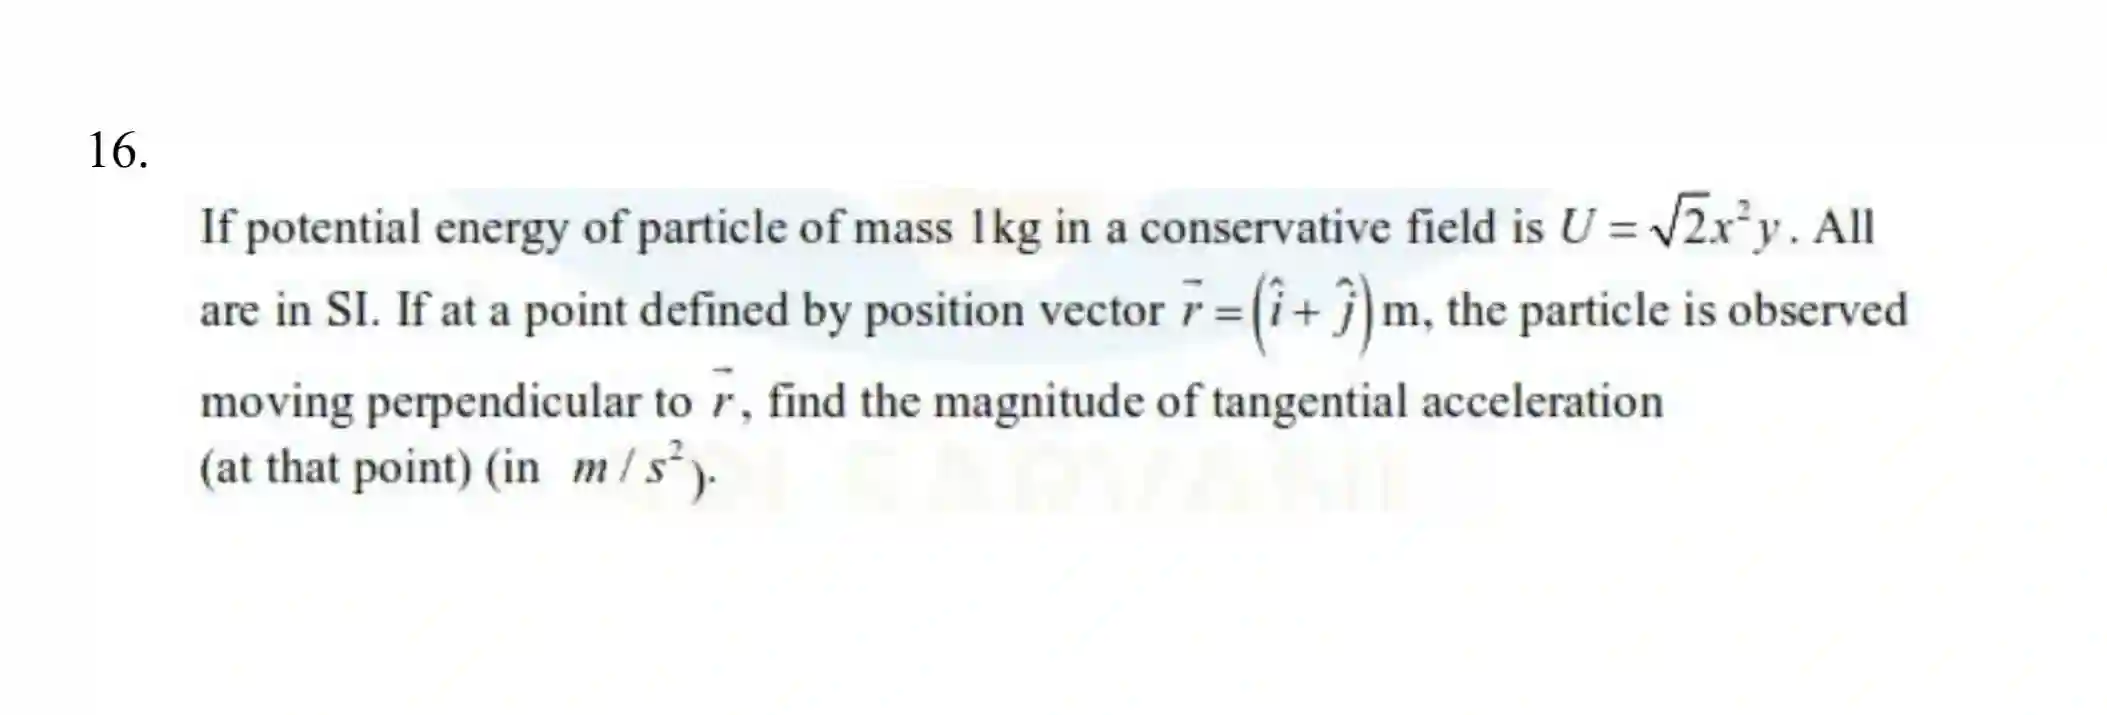 16.
If potential energy of particle of mass 1kg in a conservative field is $U = \sqrt{2}x^2y$. All
are in SI. If at a point defined by position vector $\vec{r} = (\hat{i} + \hat{j})$ m, the particle is observed
moving perpendicular to $\vec{r}$, find the magnitude of tangential acceleration
(at that point) (in $m/s^2$).